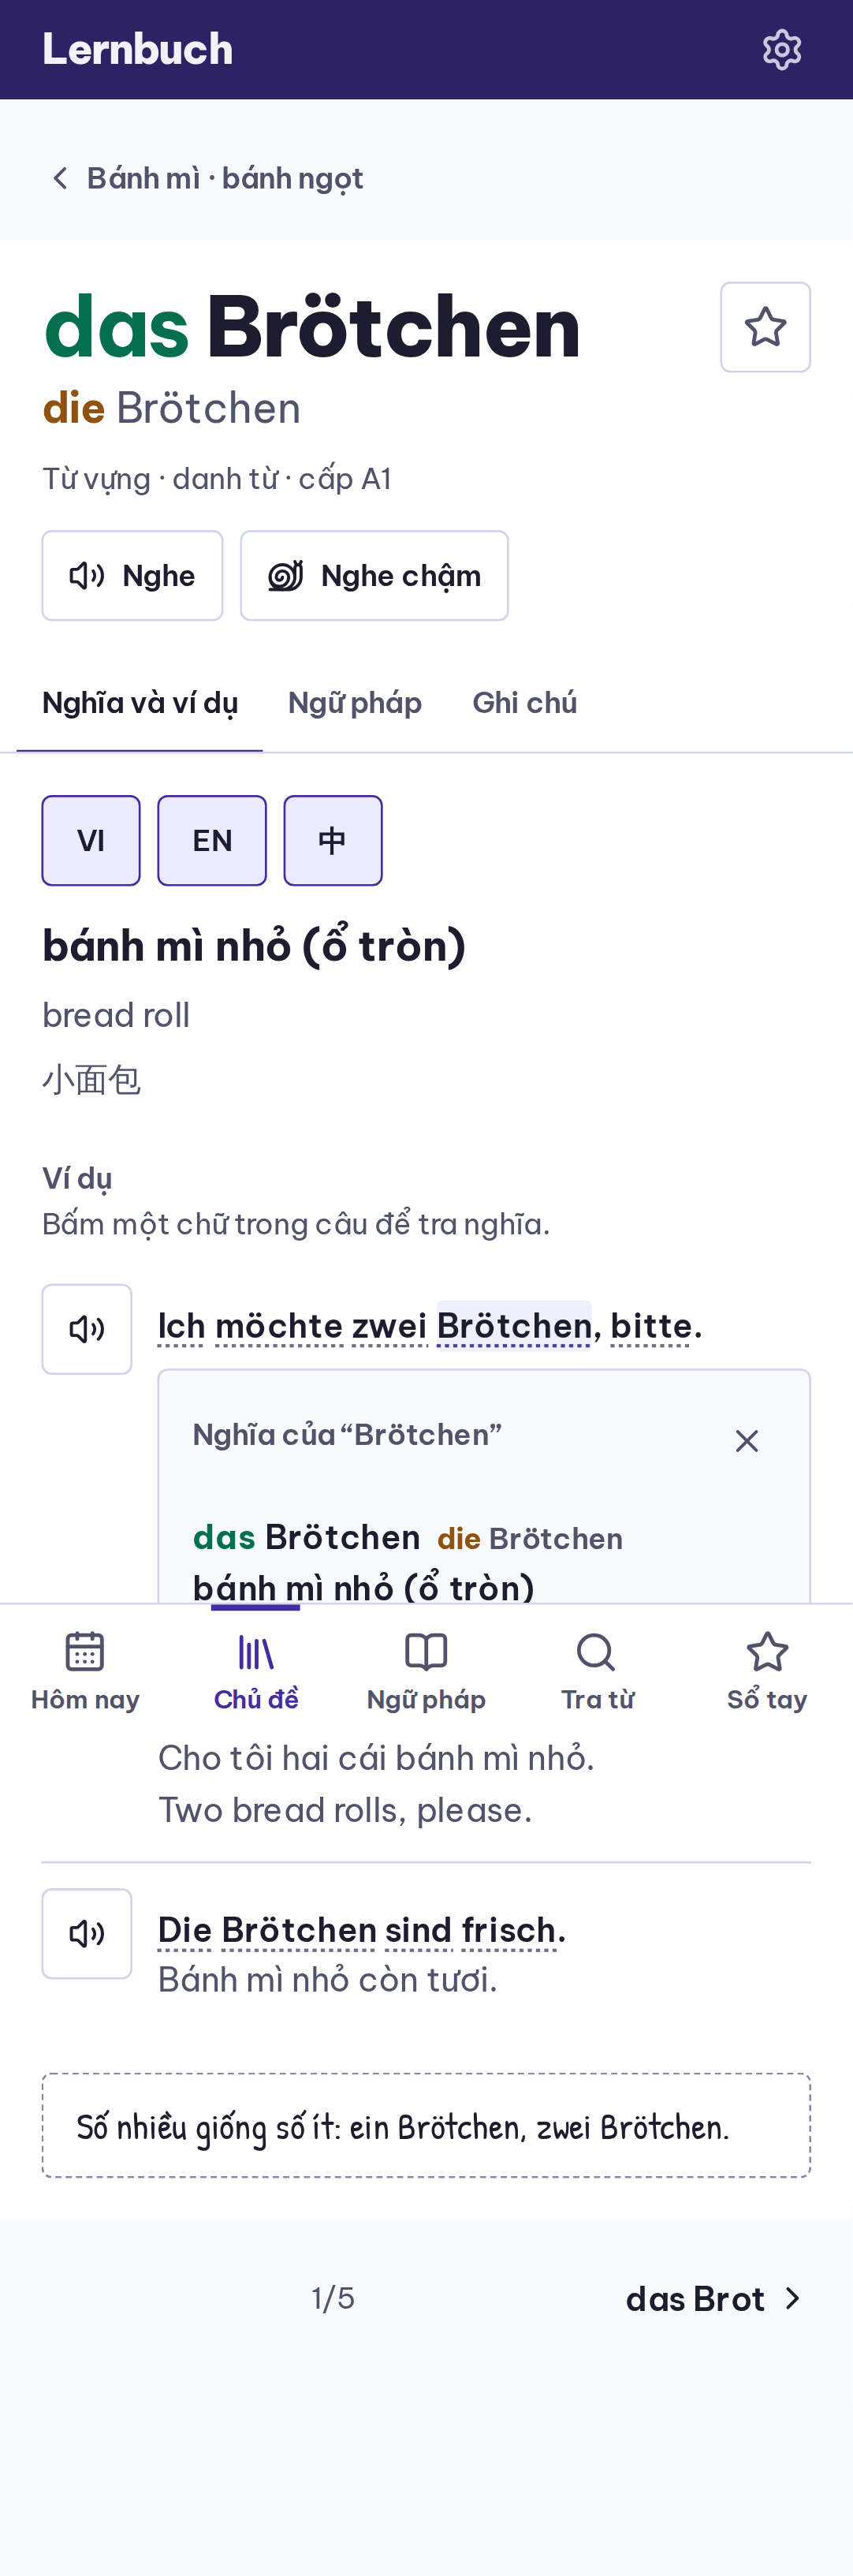 Lernbuch
Bánh mì · bánh ngọt
das Brötchen
die Brötchen
Từ vựng · danh từ · cấp A1
Nghe
Nghe chậm
Nghĩa và ví dụ
Ngữ pháp
Ghi chú
VI
EN
中
bánh mì nhỏ (ổ tròn)
bread roll
小面包
Ví dụ
Bấm một chữ trong câu để tra nghĩa.
Ich möchte zwei Brötchen, bitte.
Nghĩa của “Brötchen”
das Brötchen die Brötchen
bánh mì nhỏ (ổ tròn)
Hôm nay
Chủ đề
Ngữ pháp
Tra từ
Sổ tay
Cho tôi hai cái bánh mì nhỏ.
Two bread rolls, please.
Die Brötchen sind frisch.
Bánh mì nhỏ còn tươi.
Số nhiều giống số ít: ein Brötchen, zwei Brötchen.
1/5
das Brot